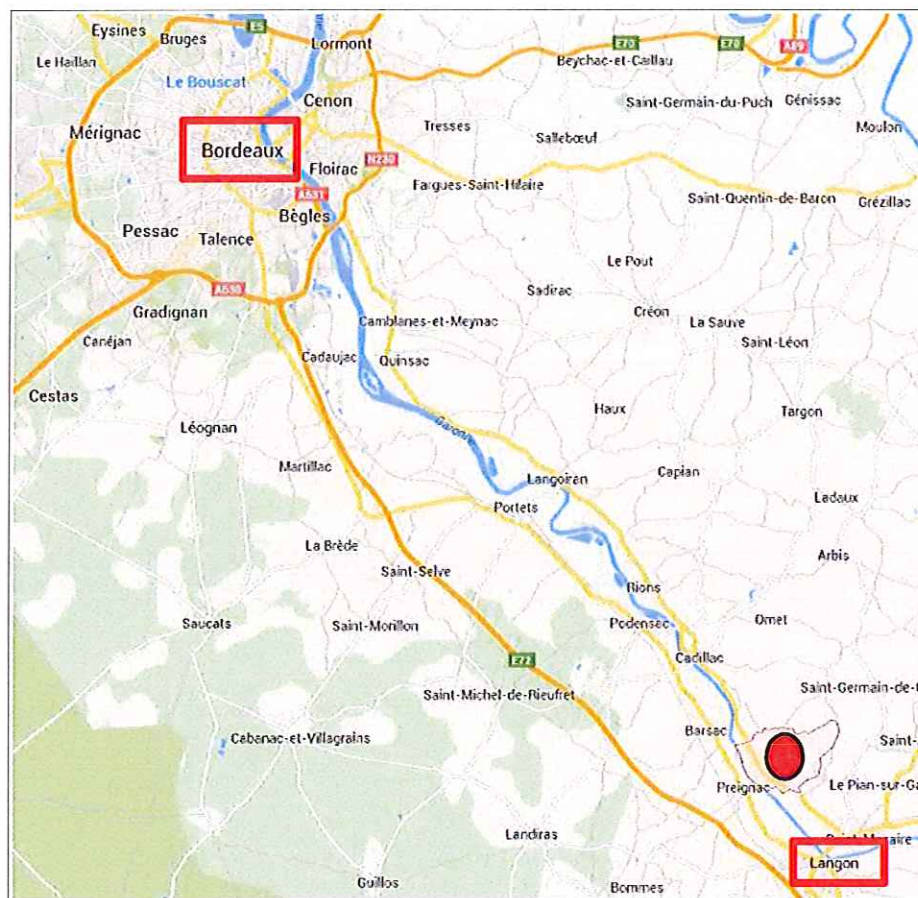 E5
Eysines
Bruges
Lormont
E70
E70
A89
Le Haillan
Beychac-et-Caillau
Le Bouscat
Cenon
Saint-Germain-du-Puch
Génissac
Mérignac
Tresses
Moulon
Sallebœuf
Bordeaux
Floirac
N230
A631
Fargues-Saint-Hilaire
Saint-Quentin-de-Baron
Grézillac
Bègles
Pessac
Talence
Le Pout
A630
Sadirac
Gradignan
Créon
Camblanes-et-Meynac
La Sauve
Canéjan
Saint-Léon
Cadaujac
Quinsac
Cestas
Haux
Targon
Léognan
Garonne
Martillac
Langoiran
Capian
Ladaux
Portets
La Brède
Arbis
Saint-Selve
Rions
Saucats
Saint-Morillon
Podensac
Omet
E72
Cadillac
Saint-Michel-de-Rieufret
Saint-Germain-de-
Cabanac-et-Villagrains
Barsac
Saint-
Preignac
Le Pian-sur-Ga
Landiras
Langon
Guillos
Bommes